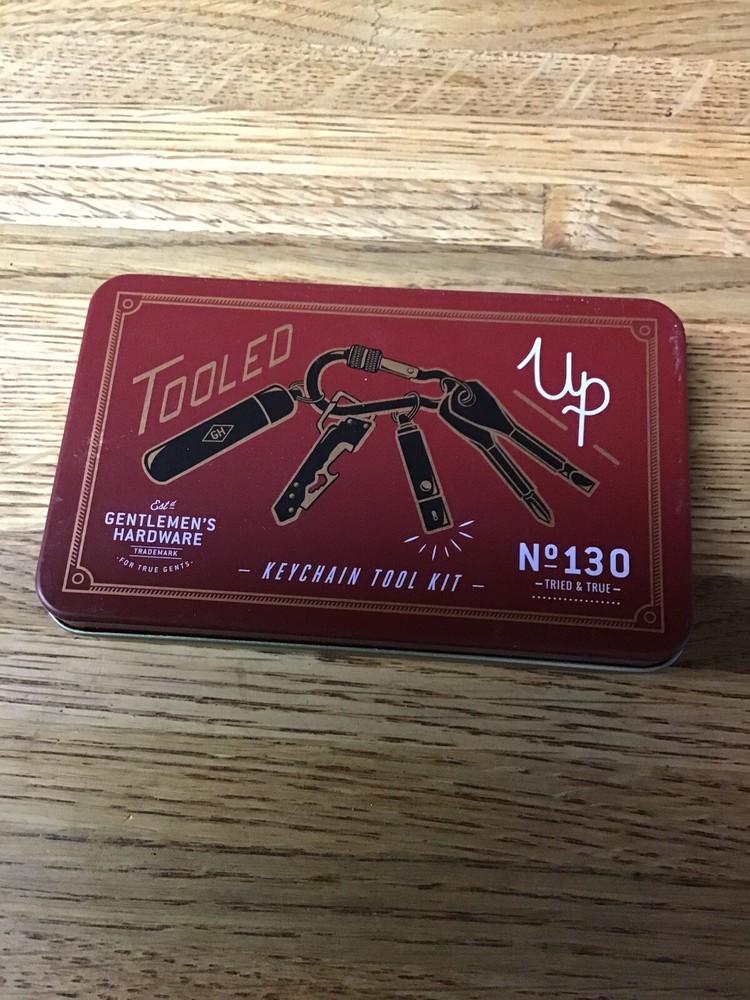 TOOLED
Up
GH
Est d
GENTLEMEN'S
HARDWARE
TRADEMARK
·FOR TRUE GENTS·
– KEYCHAIN TOOL KIT –
Nº130
–TRIED & TRUE–